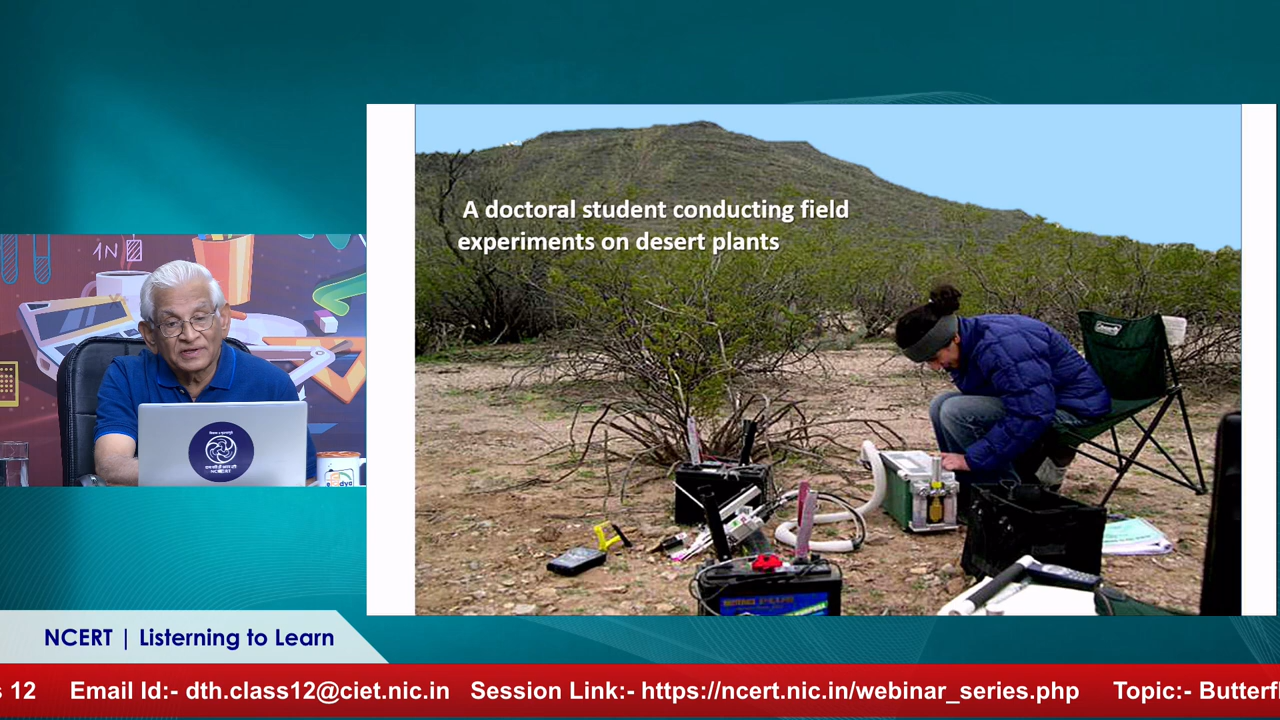 A doctoral student conducting field
experiments on desert plants
NCERT | Listerning to Learn
s 12 Email Id:- dth.class12@ciet.nic.in Session Link:- https://ncert.nic.in/webinar_series.php Topic:- Butterfl